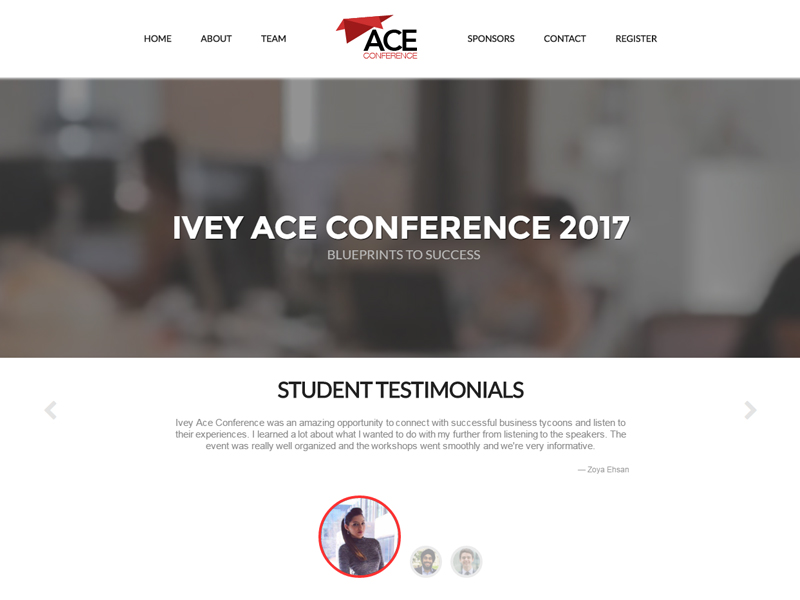 HOME ABOUT TEAM ACE CONFERENCE SPONSORS CONTACT REGISTER
IVEY ACE CONFERENCE 2017
BLUEPRINTS TO SUCCESS
STUDENT TESTIMONIALS
Ivey Ace Conference was an amazing opportunity to connect with successful business tycoons and listen to
their experiences. I learned a lot about what I wanted to do with my further from listening to the speakers. The
event was really well organized and the workshops went smoothly and we're very informative.
— Zoya Ehsan